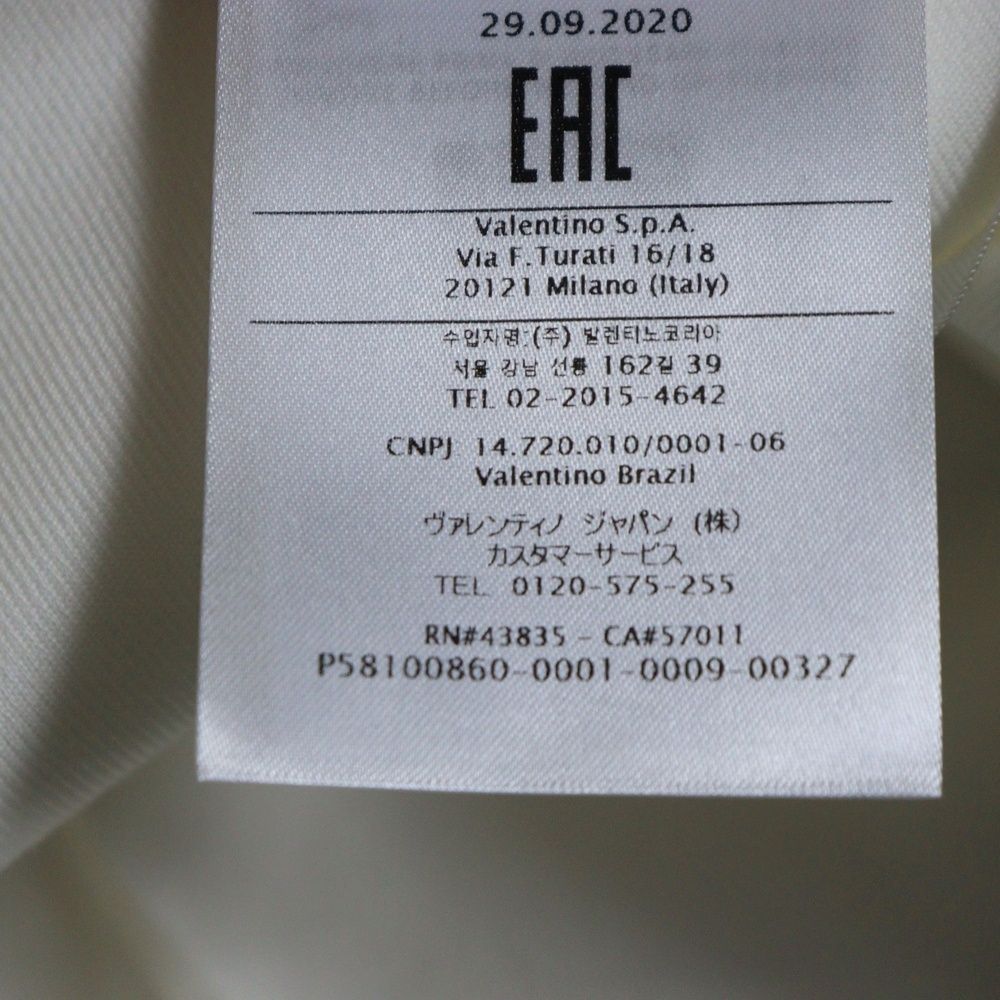 29.09.2020
EAC
Valentino S.p.A.
Via F. Turati 16/18
20121 Milano (Italy)
수입자명:(주) 발렌티노코리아
서울 강남 선릉 162길 39
TEL 02-2015-4642
CNPJ 14.720.010/0001-06
Valentino Brazil
ヴァレンティノ ジャパン (株)
カスタマーサービス
TEL 0120-575-255
RN#43835 - CA#57011
P58100860-0001-0009-00327